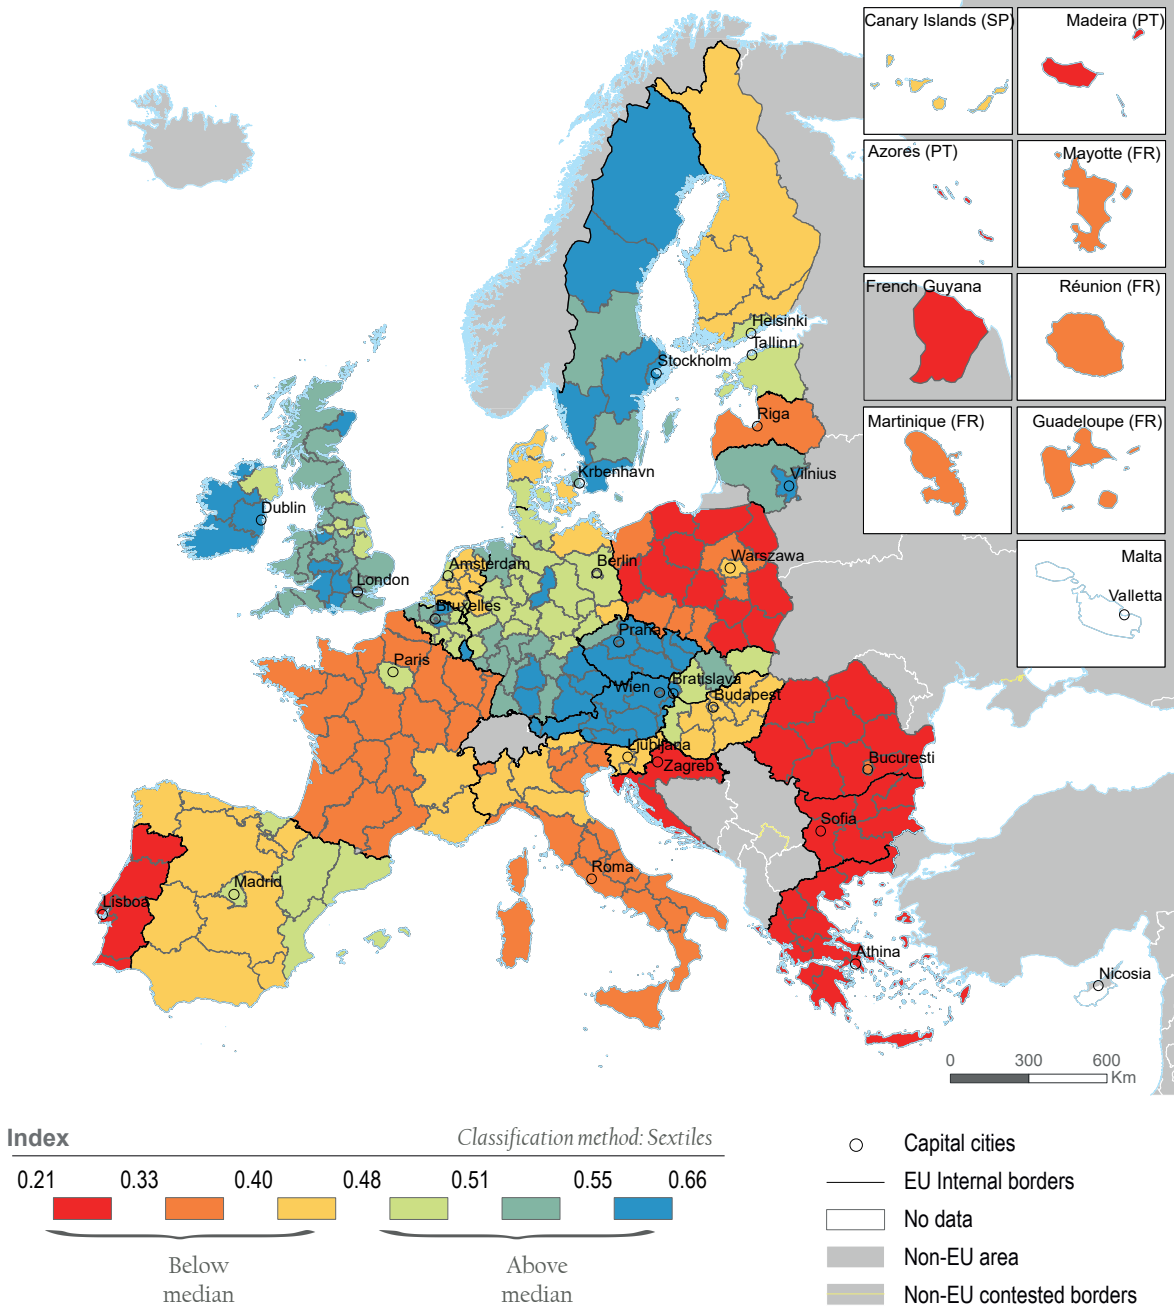 Canary Islands (SP)
Madeira (PT)
Azores (PT)
Mayotte (FR)
French Guyana
Réunion (FR)
Martinique (FR)
Guadeloupe (FR)
Malta
Valletta
Helsinki
Tallinn
Stockholm
Riga
Krbenhavn
Vilnius
Dublin
Amsterdam
Berlin
Warszawa
London
Bruxelles
Praha
Paris
Wien
Bratislava
Budapest
Ljubljana
Zagreb
Bucuresti
Sofia
Roma
Madrid
Lisboa
Athina
Nicosia
0 300 600
Km
Index
Classification method: Sextiles
0.21 0.33 0.40 0.48 0.51 0.55 0.66
Below
median
Above
median
Capital cities
EU Internal borders
No data
Non-EU area
Non-EU contested borders